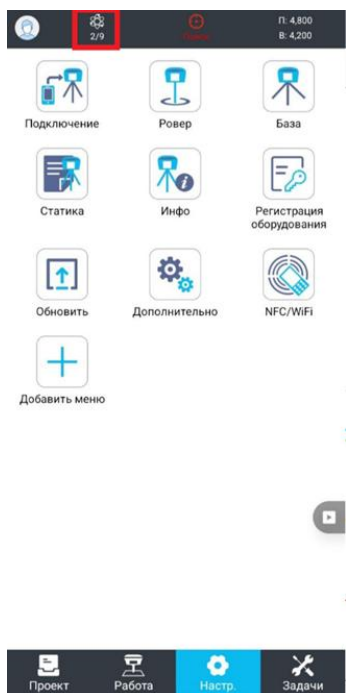 2/9
Поиск
П: 4,800
В: 4,200
Подключение
Ровер
База
Статика
Инфо
Регистрация
оборудования
Обновить
Дополнительно
NFC/WiFi
Добавить меню
Проект
Работа
Настр.
Задачи